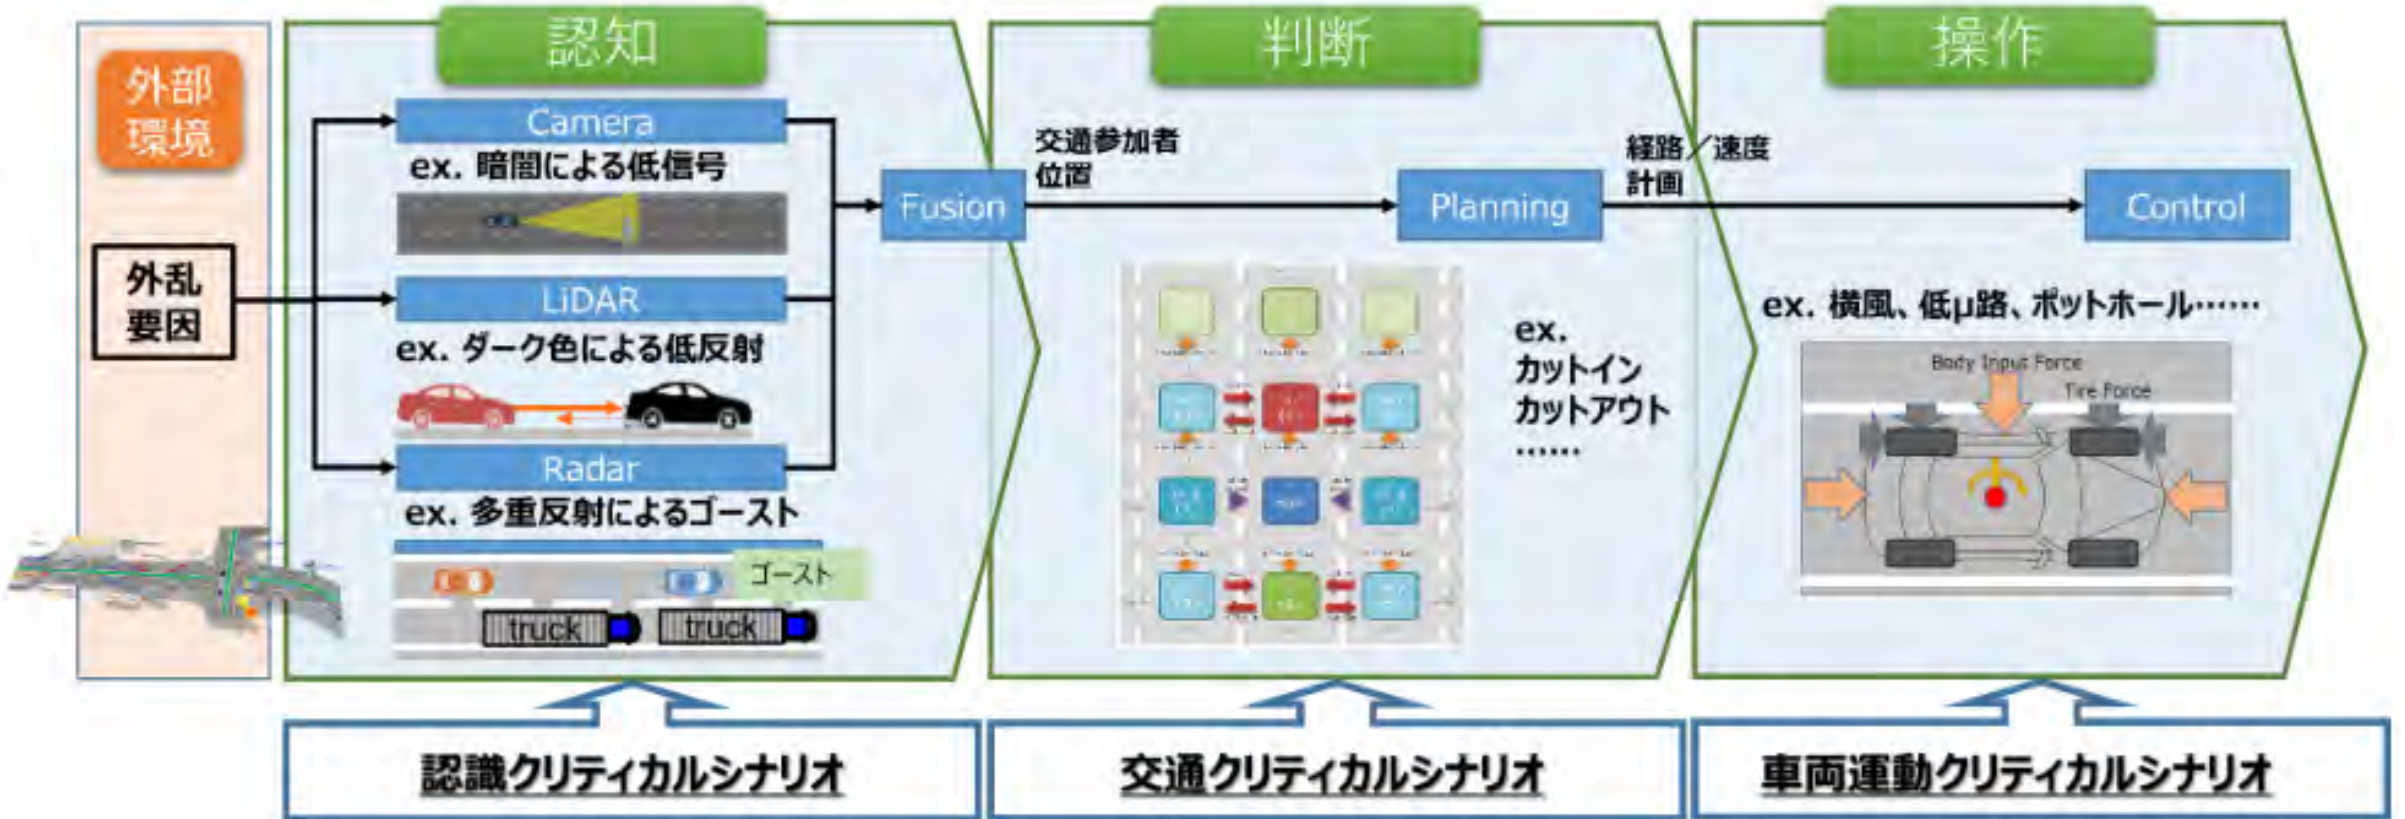 外部
環境
外乱
要因
認知
Camera
ex. 暗闇による低信号
LiDAR
ex. ダーク色による低反射
Radar
ex. 多重反射によるゴースト
ゴースト
truck
truck
Fusion
判断
交通参加者
位置
Planning
ex.
カットイン
カットアウト
……
経路／速度
計画
操作
Control
ex. 横風、低μ路、ポットホール……
Body Input Force
Tire Force
認識クリティカルシナリオ
交通クリティカルシナリオ
車両運動クリティカルシナリオ